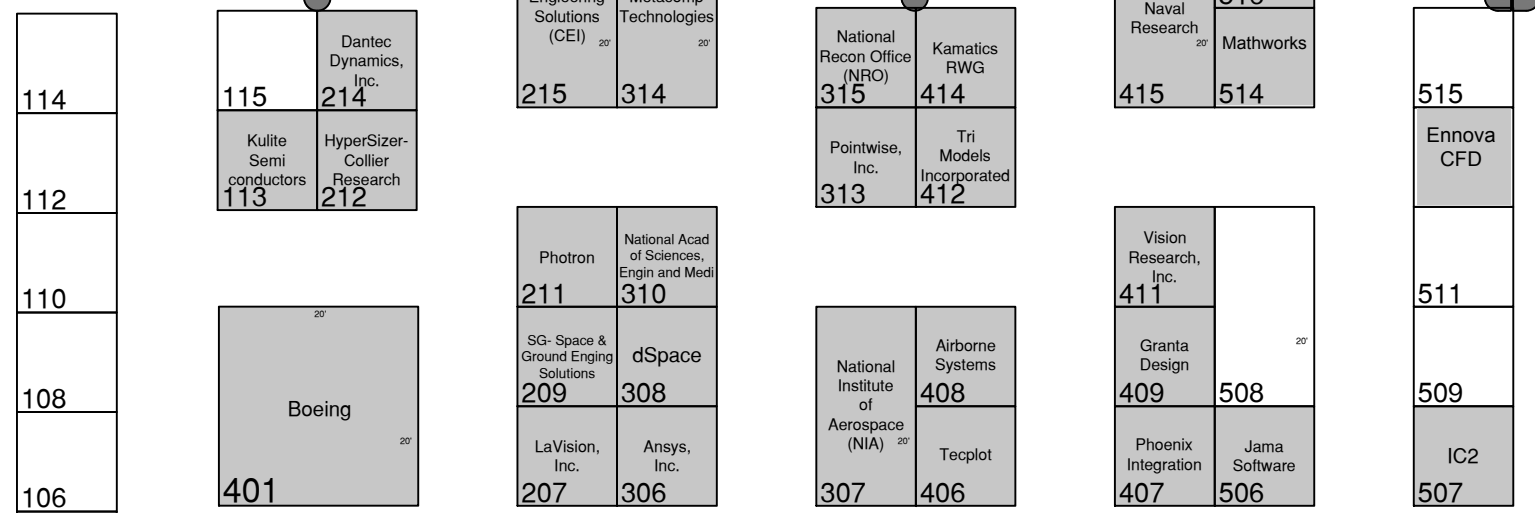 114
112
110
108
106
115
Dantec
Dynamics,
Inc.
214
Kulite
Semi
conductors
113
HyperSizer-
Collier
Research
212
20'
Boeing
20'
401
Solutions
(CEI) 20'
215
Technologies
20'
314
Photron
211
National Acad
of Sciences,
Engin and Medi
310
SG- Space &
Ground Enging
Solutions
209
dSpace
308
LaVision,
Inc.
207
Ansys,
Inc.
306
National
Recon Office
(NRO)
315
Kamatics
RWG
414
Pointwise,
Inc.
313
Tri
Models
Incorporated
412
National
Institute
of
Aerospace
(NIA) 20'
307
Airborne
Systems
408
Tecplot
406
Naval
Research
20'
415
Mathworks
514
Vision
Research,
Inc.
411
20'
508
Granta
Design
409
Phoenix
Integration
407
Jama
Software
506
515
Ennova
CFD
511
509
IC2
507